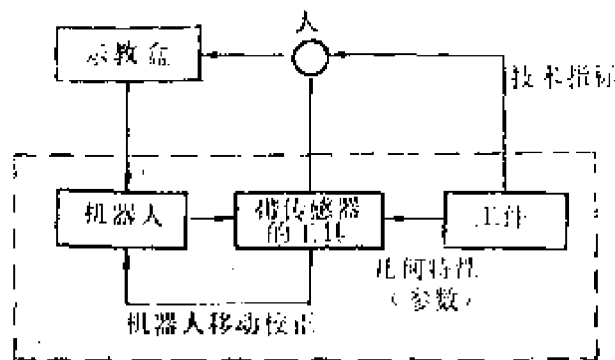 人
示教盒
技术指标
机器人
带传感器
的工具
工件
几何特性
（参数）
机器人移动校正